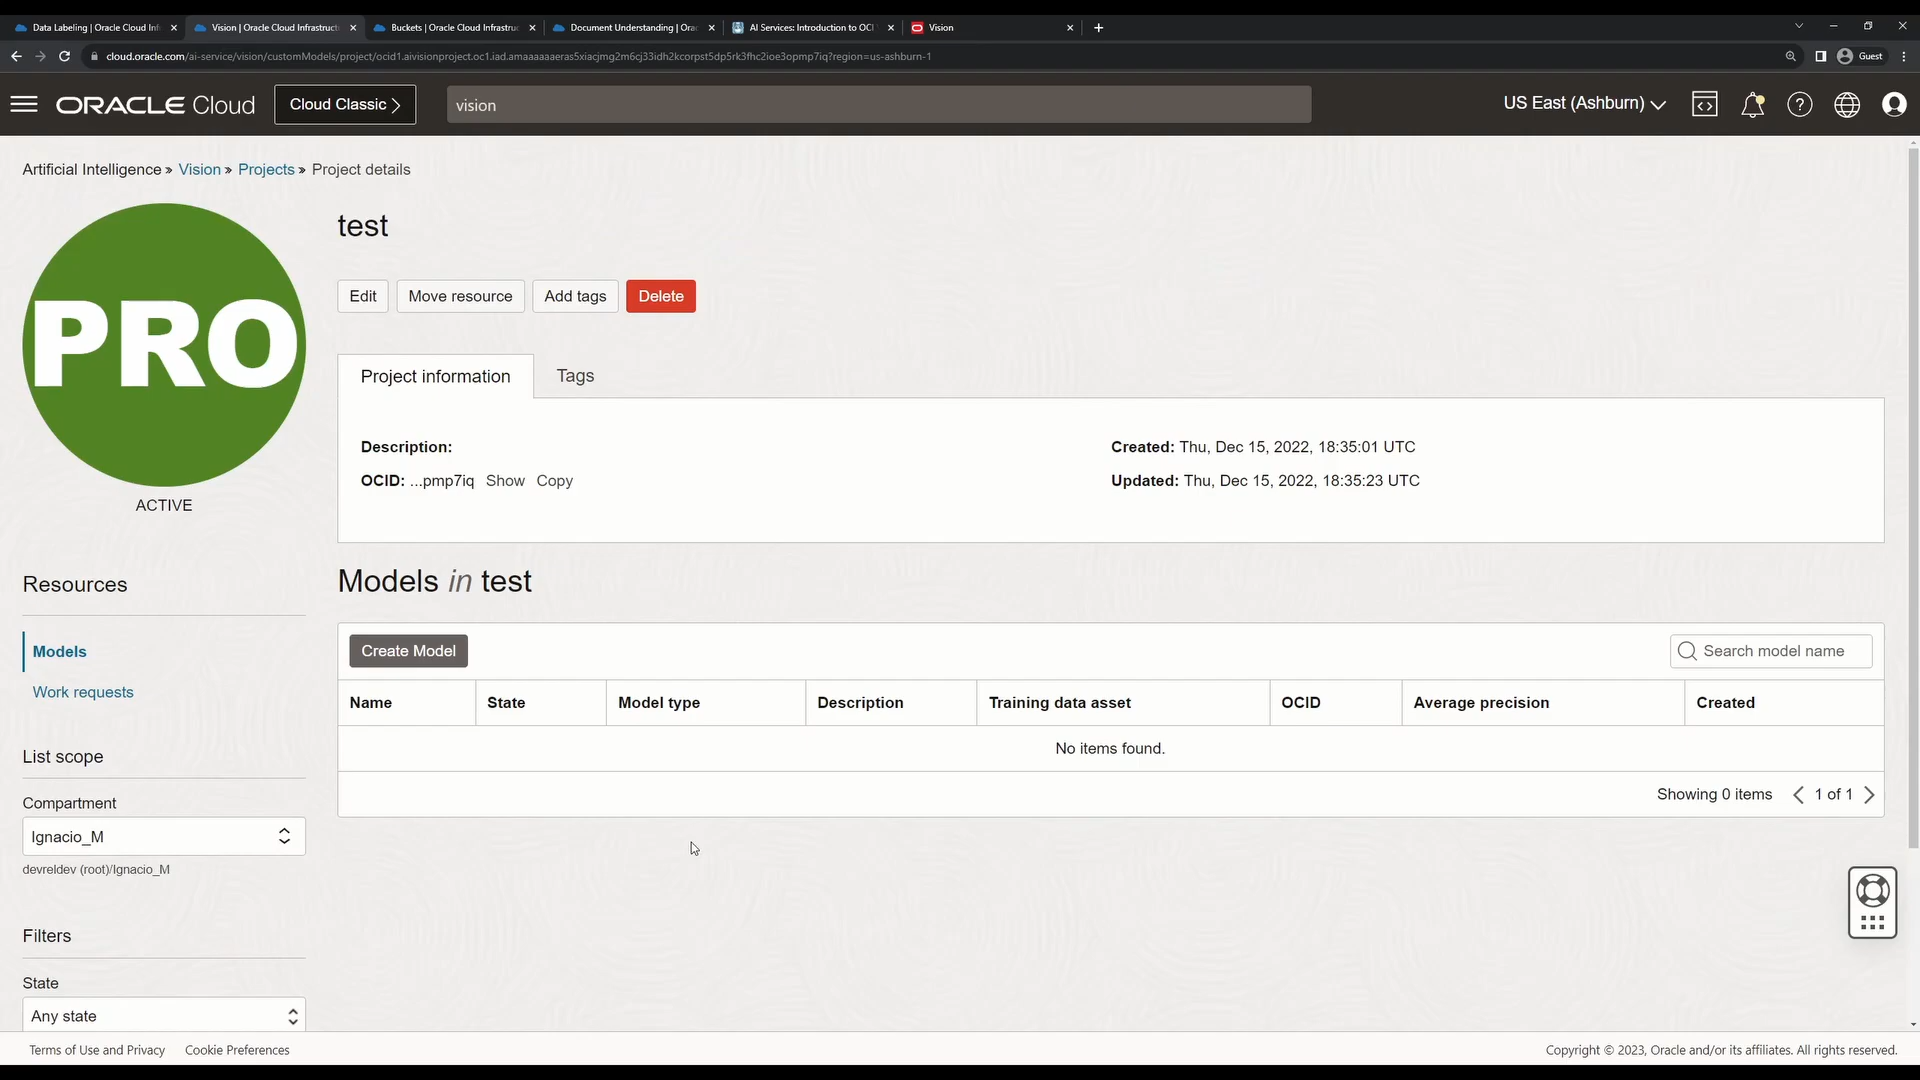 Data Labeling | Oracle Cloud Inf
Vision | Oracle Cloud Infrastruct
Buckets | Oracle Cloud Infrastruc
Document Understanding | Orac
AI Services: Introduction to OCI
Vision
cloud.oracle.com/ai-service/vision/customModels/project/ocid1.aivisionproject.oc1.iad.amaaaaaaeras5xiacjmg2m6cj33idh2kcorpst5dp5rk3fhc2ioe3opmp7iq?region=us-ashburn-1
Guest
ORACLE Cloud
Cloud Classic
vision
US East (Ashburn)
Artificial Intelligence » Vision » Projects » Project details
PRO
ACTIVE
test
Edit
Move resource
Add tags
Delete
Project information
Tags
Description:
Created: Thu, Dec 15, 2022, 18:35:01 UTC
OCID: ...pmp7iq Show Copy
Updated: Thu, Dec 15, 2022, 18:35:23 UTC
Resources
Models
Work requests
List scope
Compartment
Ignacio_M
devreldev (root)/Ignacio_M
Filters
State
Any state
Models in test
Create Model
Search model name
Name
State
Model type
Description
Training data asset
OCID
Average precision
Created
No items found.
Showing 0 items
1 of 1
Terms of Use and Privacy
Cookie Preferences
Copyright © 2023, Oracle and/or its affiliates. All rights reserved.